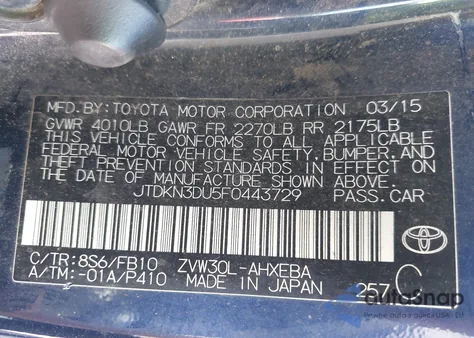 MFD.BY:TOYOTA MOTOR CORPORATION 03/15
GVWR 4010LB GAWR FR 2270LB RR 2175LB
THIS VEHICLE CONFORMS TO ALL APPLICABLE
FEDERAL MOTOR VEHICLE SAFETY,BUMPER,AND
THEFT PREVENTION STANDARDS IN EFFECT ON
THE DATE OF MANUFACTURE SHOWN ABOVE.
JTDKN3DU5F0443729 PASS.CAR
C/TR:8S6/FB10 ZVW30L-AHXEBA
A/TM:-01A/P410 MADE IN JAPAN 257 C
TOYOTA
autoSnap